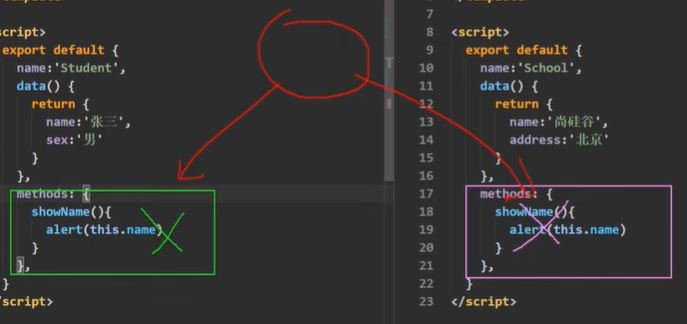 script>
export default {
name:'Student',
data() {
return {
name:'张三',
sex:'男'
}
},
methods: {
showName(){
alert(this.name)
}
},
}
/script>
7
8 <script>
9 export default {
10 name:'School',
11 data() {
12 return {
13 name:'尚硅谷',
14 address:'北京'
15 }
16 },
17 methods: {
18 showName(){
19 alert(this.name)
20 }
21 },
22 }
23 </script>